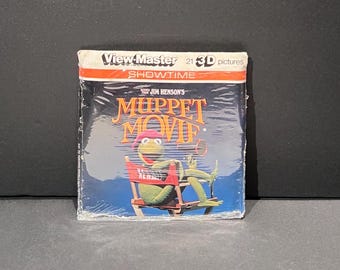 View-Master 21 3D pictures
SHOWTIME
JIM HENSON'S
MUPPET
MOVIE